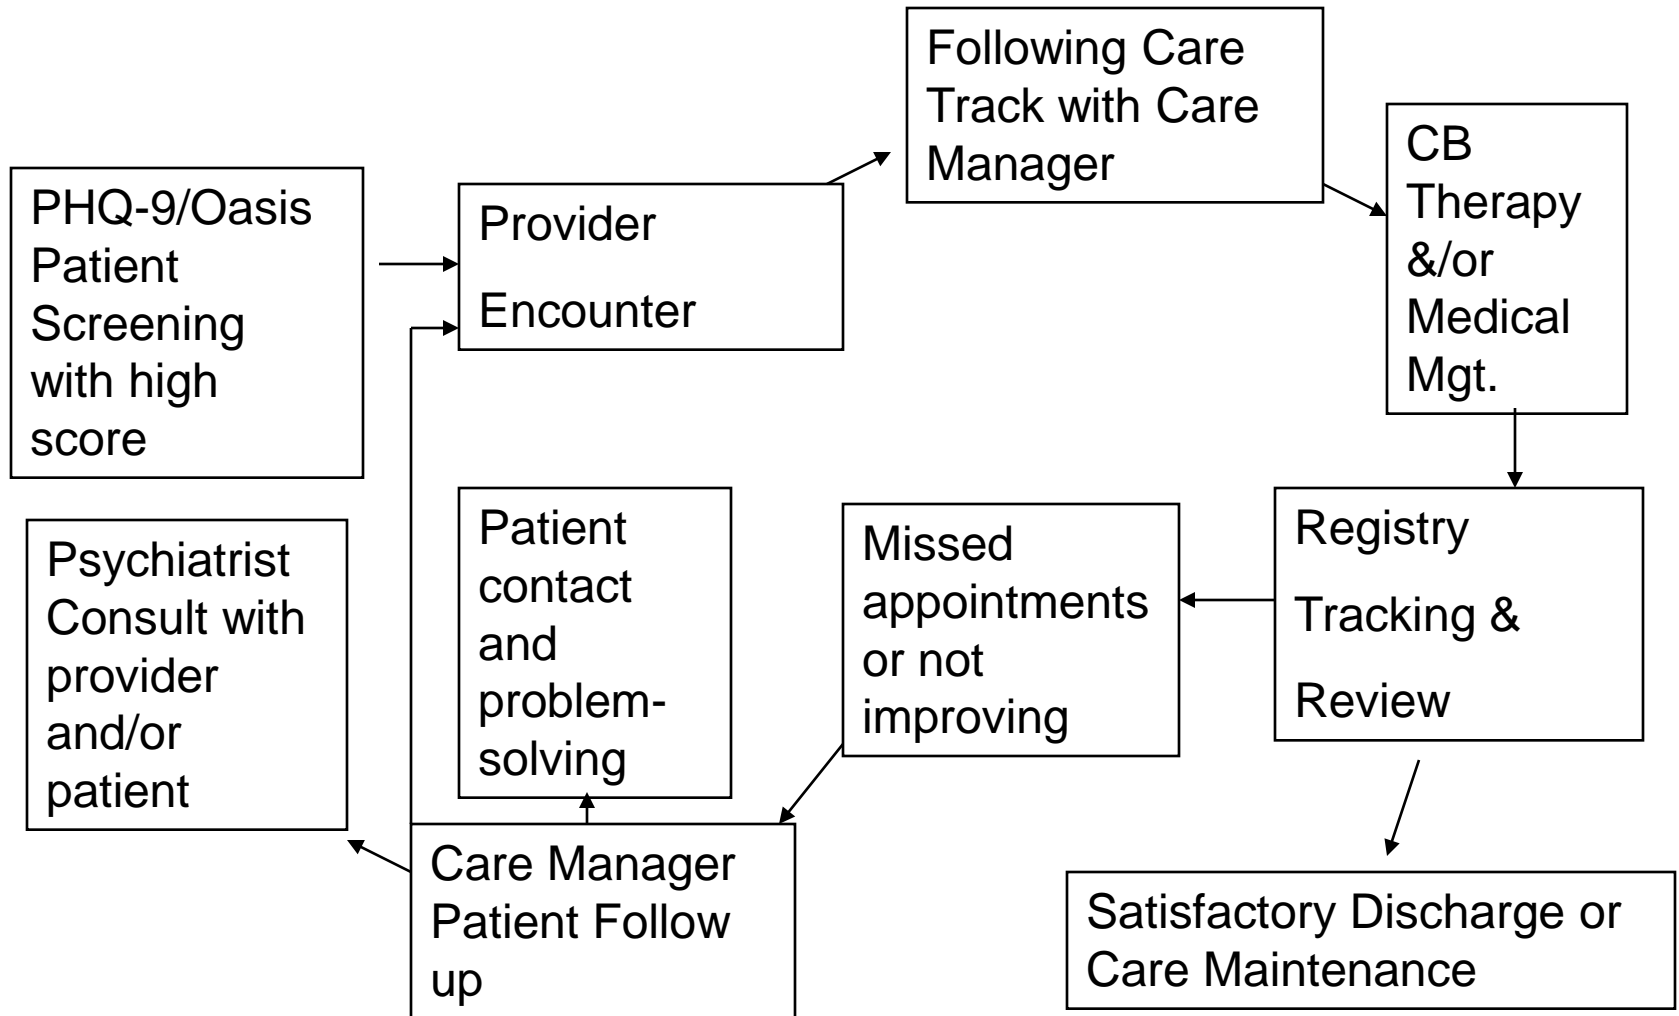 PHQ-9/Oasis
Patient
Screening
with high
score
Provider
Encounter
Following Care
Track with Care
Manager
CB
Therapy
&/or
Medical
Mgt.
Registry
Tracking &
Review
Missed
appointments
or not
improving
Patient
contact
and
problem-
solving
Psychiatrist
Consult with
provider
and/or
patient
Care Manager
Patient Follow
up
Satisfactory Discharge or
Care Maintenance